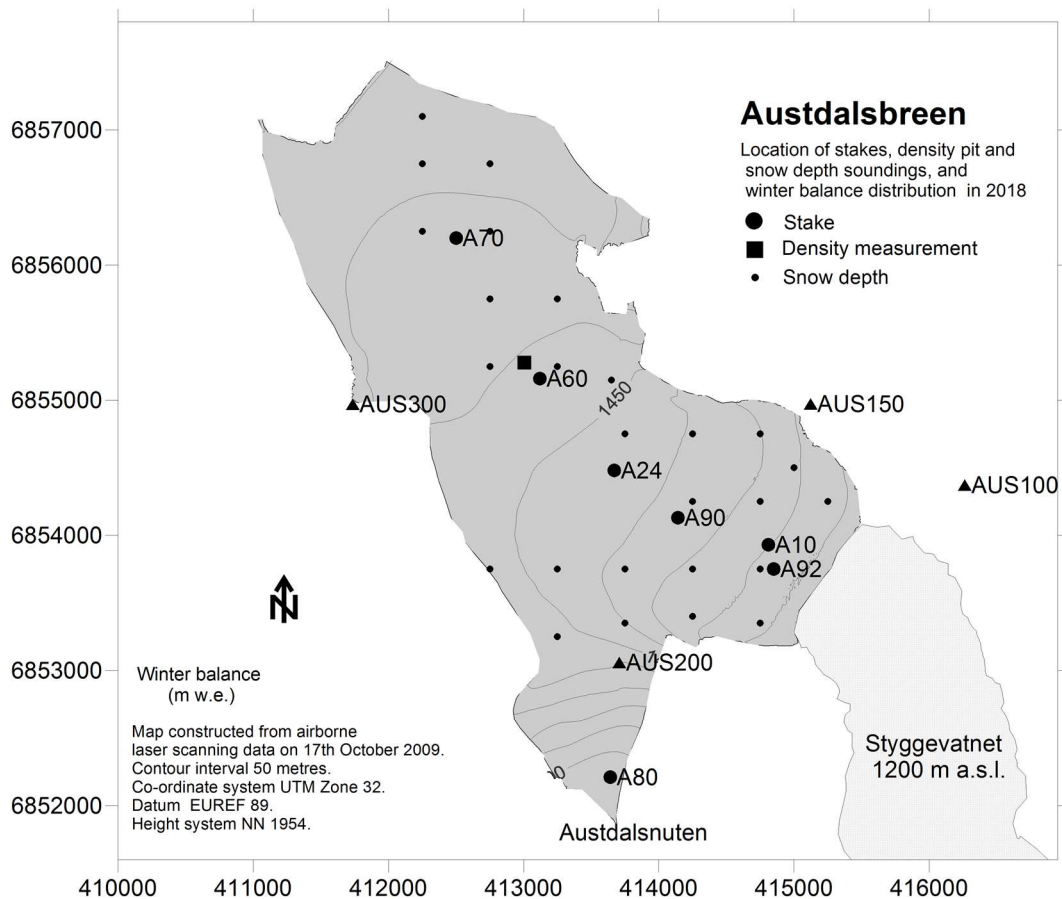 Austdalsbreen
Location of stakes, density pit and
snow depth soundings, and
winter balance distribution in 2018
Stake
Density measurement
Snow depth
6857000
6856000
6855000
6854000
6853000
6852000
A70
A60
1450
AUS300
AUS150
A24
AUS100
A90
A10
A92
N
AUS200
A80
Austdalsnuten
Styggevatnet
1200 m a.s.l.
Winter balance
(m w.e.)
Map constructed from airborne
laser scanning data on 17th October 2009.
Contour interval 50 metres.
Co-ordinate system UTM Zone 32.
Datum EUREF 89.
Height system NN 1954.
410000 411000 412000 413000 414000 415000 416000